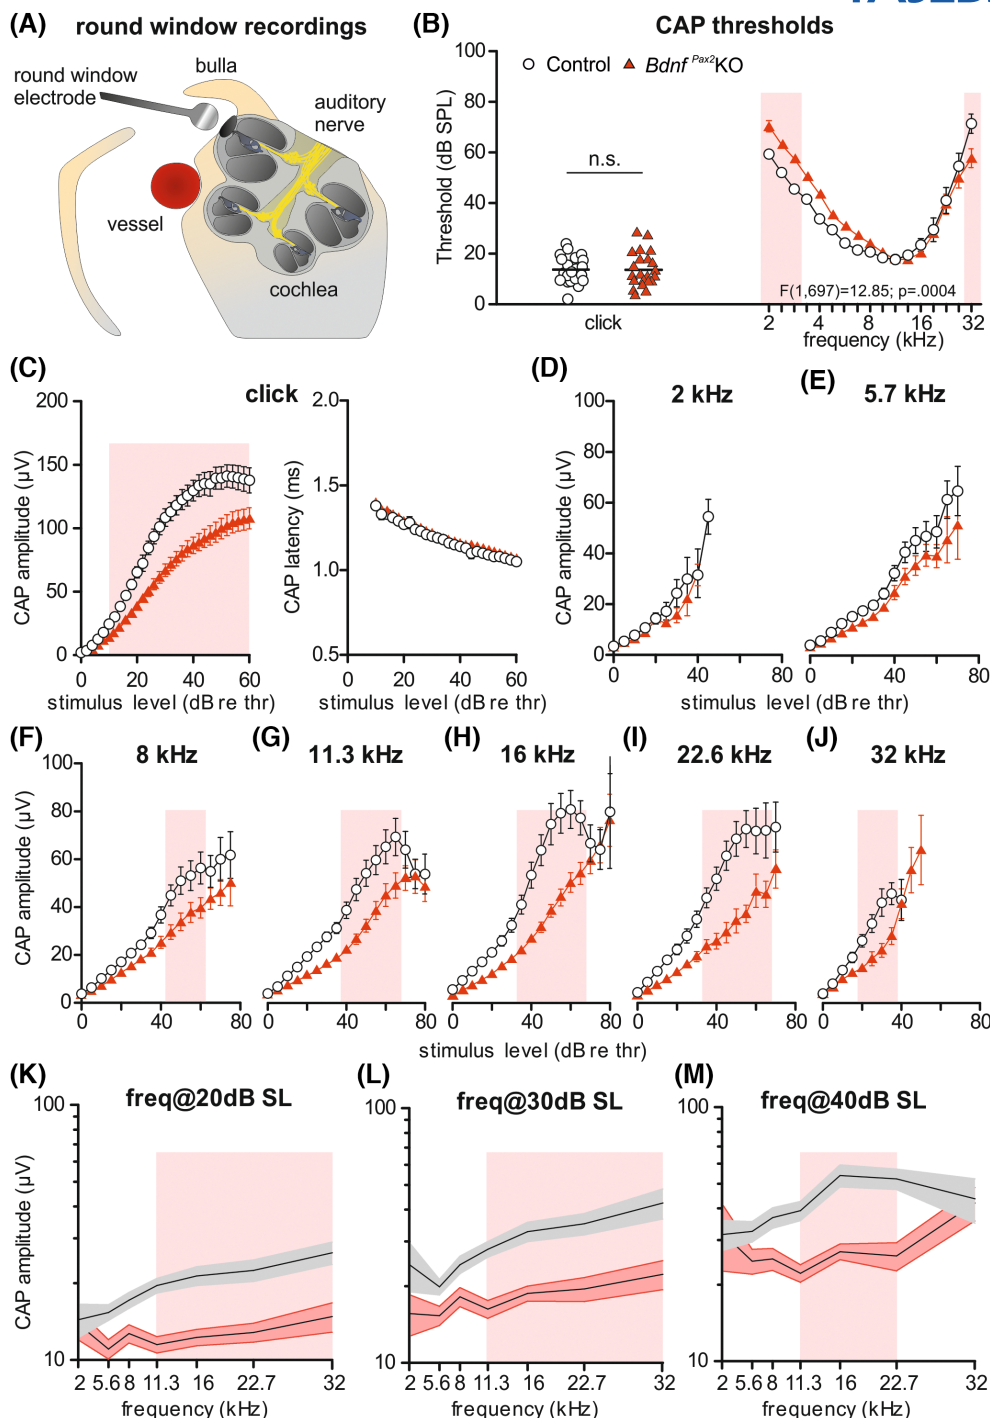 (A) round window recordings
bulla
round window
electrode
auditory
nerve
vessel
cochlea
(B) CAP thresholds
Control
Bdnf Pax2KO
Threshold (dB SPL)
100
80
60
40
20
0
n.s.
click
F(1,697)=12.85; p=.0004
2 4 8 16 32
frequency (kHz)
(C) click
CAP amplitude (µV)
200
150
100
50
0
0 20 40 60
stimulus level (dB re thr)
CAP latency (ms)
2.0
1.5
1.0
0.5
0 20 40 60
stimulus level (dB re thr)
(D) 2 kHz
CAP amplitude (µV)
100
80
60
40
20
0
0 40 80
(E) 5.7 kHz
0 40 80
stimulus level (dB re thr)
(F) 8 kHz
CAP amplitude (µV)
100
80
60
40
20
0
0 40 80
(G) 11.3 kHz
0 40 80
(H) 16 kHz
0 40 80
(I) 22.6 kHz
0 40 80
(J) 32 kHz
0 40 80
stimulus level (dB re thr)
(K) freq@20dB SL
CAP amplitude (µV)
100
10
2 5.6 8 11.3 16 22.7 32
frequency (kHz)
(L) freq@30dB SL
100
10
2 5.6 8 11.3 16 22.7 32
frequency (kHz)
(M) freq@40dB SL
100
10
2 5.6 8 11.3 16 22.7 32
frequency (kHz)